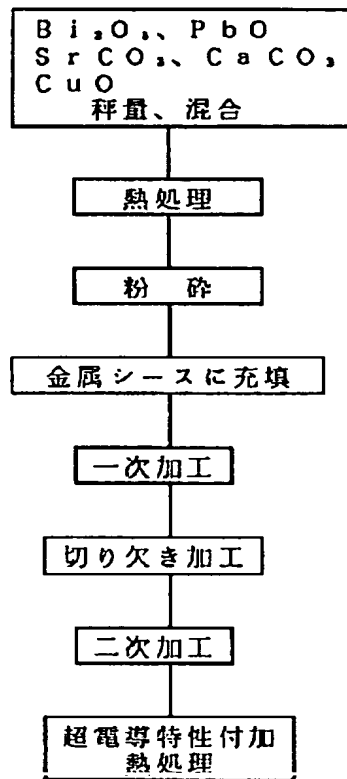 Bi₂O₃、PbO
SrCO₃、CaCO₃
CuO
秤量、混合
熱処理
粉 砕
金属シースに充填
一次加工
切り欠き加工
二次加工
超電導特性付加
熱処理